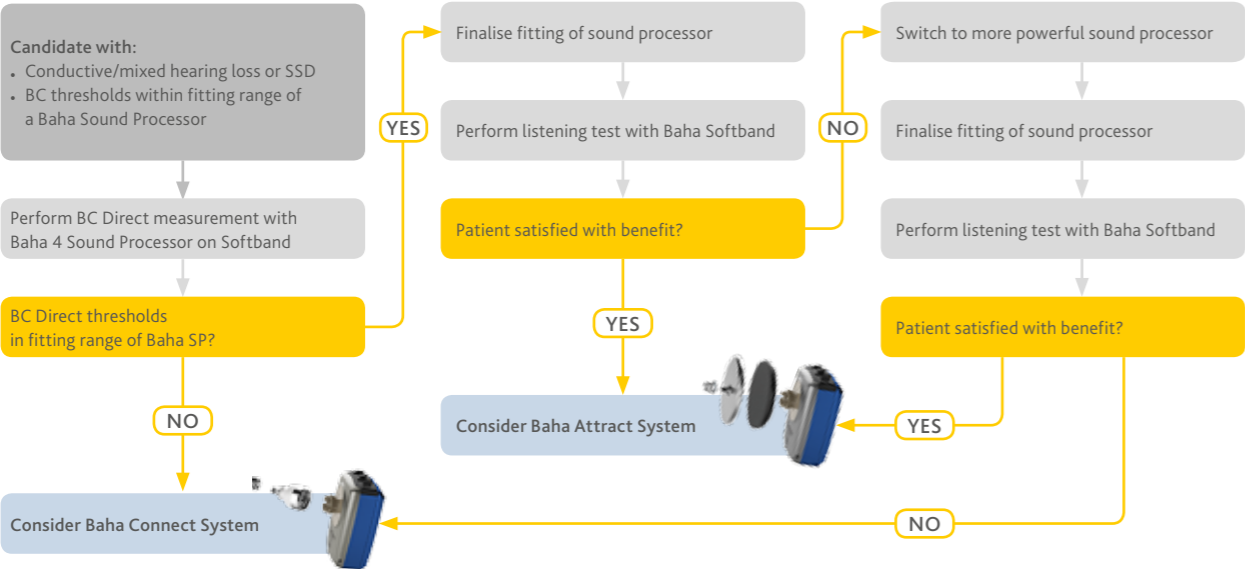 Candidate with:
• Conductive/mixed hearing loss or SSD
• BC thresholds within fitting range of
a Baha Sound Processor
Perform BC Direct measurement with
Baha 4 Sound Processor on Softband
BC Direct thresholds
in fitting range of Baha SP?
NO
Consider Baha Connect System
YES
Finalise fitting of sound processor
Perform listening test with Baha Softband
Patient satisfied with benefit?
YES
Consider Baha Attract System
NO
Switch to more powerful sound processor
Finalise fitting of sound processor
Perform listening test with Baha Softband
Patient satisfied with benefit?
YES
NO